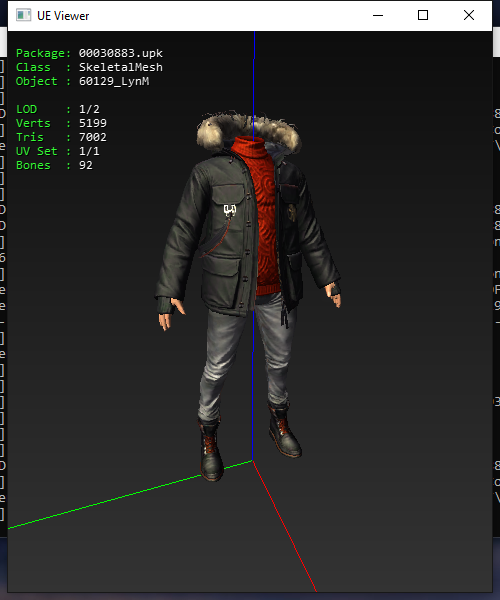 UE Viewer
Package: 00030883.upk
Class : SkeletalMesh
Object : 60129_LynM
LOD : 1/2
Verts : 5199
Tris : 7002
UV Set : 1/1
Bones : 92